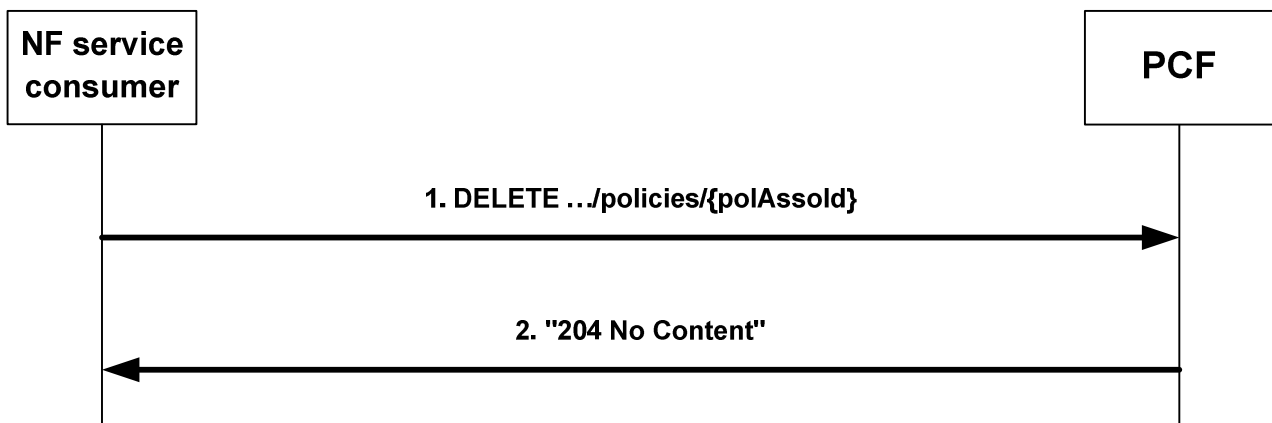 NF service
consumer
PCF
1. DELETE …/policies/{polAssoId}
2. "204 No Content"